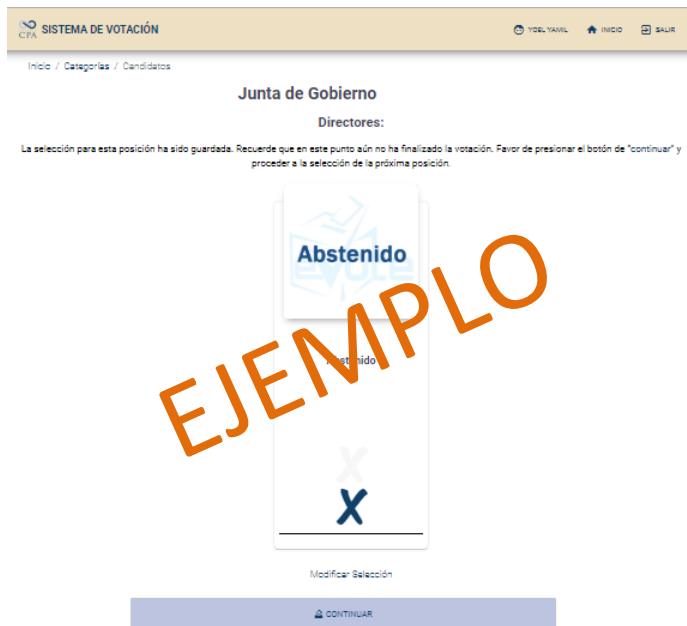 CPA SISTEMA DE VOTACIÓN YOEL YAMIL INICIO SALIR
Inicio / Categorías / Candidatos
Junta de Gobierno
Directores:
La selección para esta posición ha sido guardada. Recuerde que en este punto aún no ha finalizado la votación. Favor de presionar el botón de "continuar" y
proceder a la selección de la próxima posición.
evote
Abstenido
EJEMPLO
Abstenido
X
X
Modificar Selección
CONTINUAR